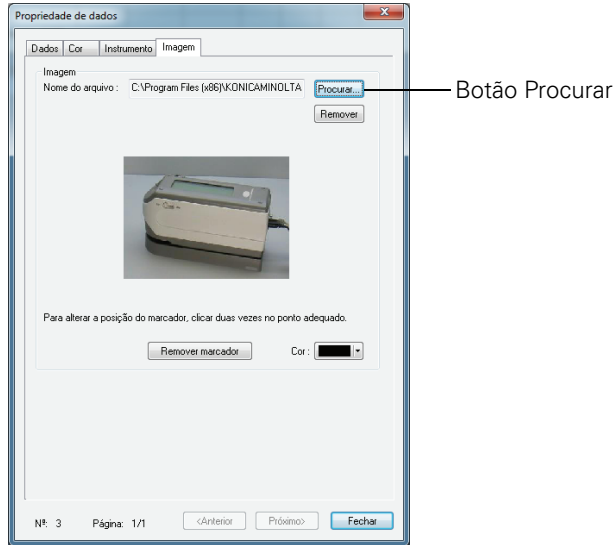 Propriedade de dados
Dados Cor Instrumento Imagem
Imagem
Nome do arquivo : C:\Program Files (x86)\KONICAMINOLTA Procurar...
Botão Procurar
Remover
Para alterar a posição do marcador, clicar duas vezes no ponto adequado.
Remover marcador Cor :
Nº: 3 Página: 1/1 <Anterior Próximo> Fechar